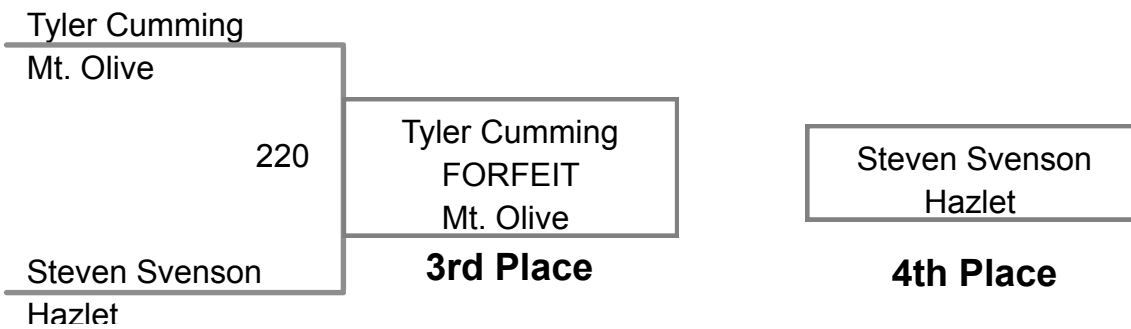 Tyler Cumming
Mt. Olive
220
Tyler Cumming
FORFEIT
Mt. Olive
3rd Place
Steven Svenson
Hazlet
4th Place
Steven Svenson
Hazlet